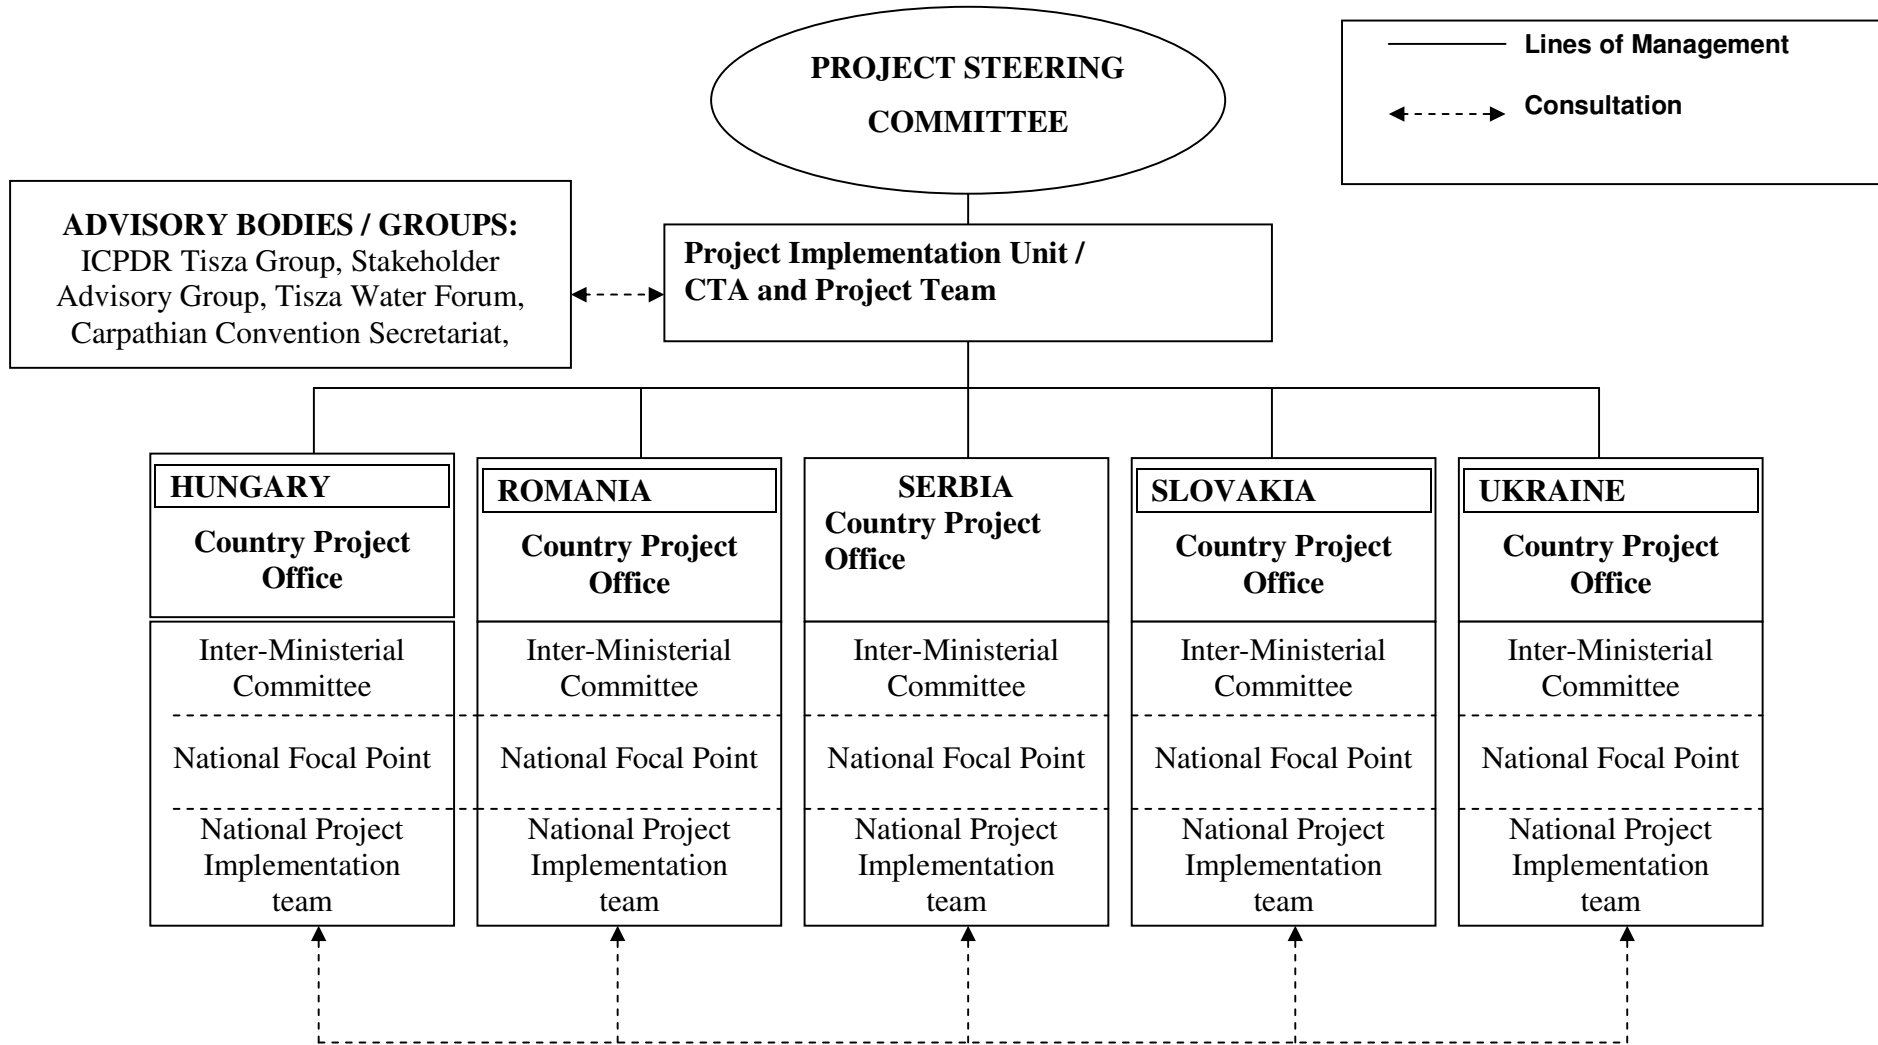 PROJECT STEERING
COMMITTEE
Lines of Management
Consultation
ADVISORY BODIES / GROUPS:
ICPDR Tisza Group, Stakeholder
Advisory Group, Tisza Water Forum,
Carpathian Convention Secretariat,
Project Implementation Unit /
CTA and Project Team
HUNGARY
Country Project
Office
Inter-Ministerial
Committee
National Focal Point
National Project
Implementation
team
ROMANIA
Country Project
Office
Inter-Ministerial
Committee
National Focal Point
National Project
Implementation
team
SERBIA
Country Project
Office
Inter-Ministerial
Committee
National Focal Point
National Project
Implementation
team
SLOVAKIA
Country Project
Office
Inter-Ministerial
Committee
National Focal Point
National Project
Implementation
team
UKRAINE
Country Project
Office
Inter-Ministerial
Committee
National Focal Point
National Project
Implementation
team